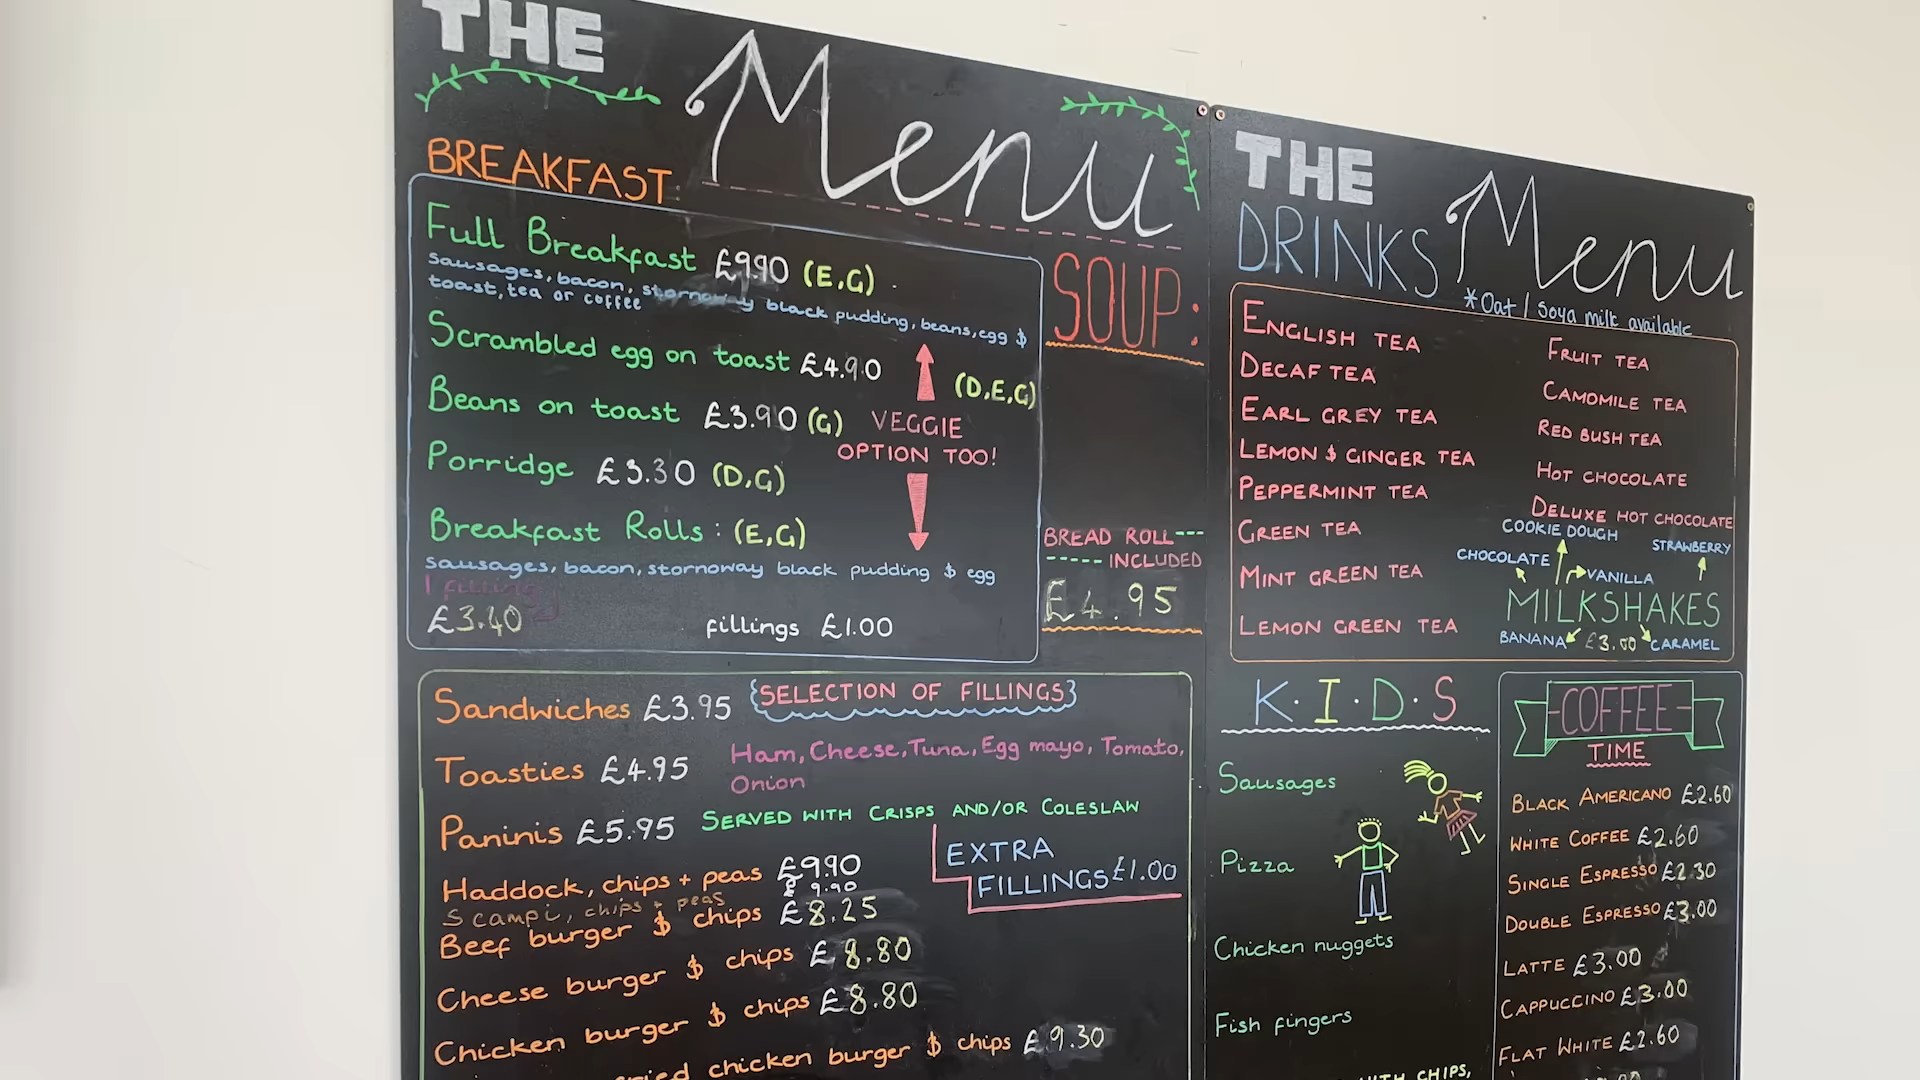 THE Menu
BREAKFAST:
Full Breakfast £9.90 (E,G)
sausages, bacon, stornoway black pudding, beans, egg $
toast, tea or coffee
Scrambled egg on toast £4.90
(D,E,G)
Beans on toast £3.90 (G)
VEGGIE
OPTION TOO!
Porridge £3.30 (D,G)
Breakfast Rolls: (E,G)
sausages, bacon, stornoway black pudding $ egg
1 filling
£3.40 fillings £1.00
SOUP:
BREAD ROLL
INCLUDED
£4.95
Sandwiches £3.95
SELECTION OF FILLINGS
Toasties £4.95
Ham, Cheese, Tuna, Egg mayo, Tomato,
Onion
Paninis £5.95
SERVED WITH CRISPS AND/OR COLESLAW
EXTRA
FILLINGS £1.00
Haddock, chips + peas £9.90
Scampi, chips + peas £9.90
Beef burger $ chips £8.25
Cheese burger $ chips £8.80
Chicken burger $ chips £8.80
chicken burger $ chips £9.30
THE
DRINKS Menu
*Oat / Soya milk available
ENGLISH TEA
DECAF TEA
EARL GREY TEA
LEMON $ GINGER TEA
PEPPERMINT TEA
GREEN TEA
MINT GREEN TEA
LEMON GREEN TEA
FRUIT TEA
CAMOMILE TEA
RED BUSH TEA
HOT CHOCOLATE
DELUXE HOT CHOCOLATE
COOKIE DOUGH
STRAWBERRY
CHOCOLATE
VANILLA
MILKSHAKES
BANANA £3.00 CARAMEL
K.I.D.S
Sausages
Pizza
Chicken nuggets
Fish fingers
WITH CHIPS,
COFFEE
TIME
BLACK AMERICANO £2.60
WHITE COFFEE £2.60
SINGLE ESPRESSO £2.30
DOUBLE ESPRESSO £3.00
LATTE £3.00
CAPPUCCINO £3.00
FLAT WHITE £2.60